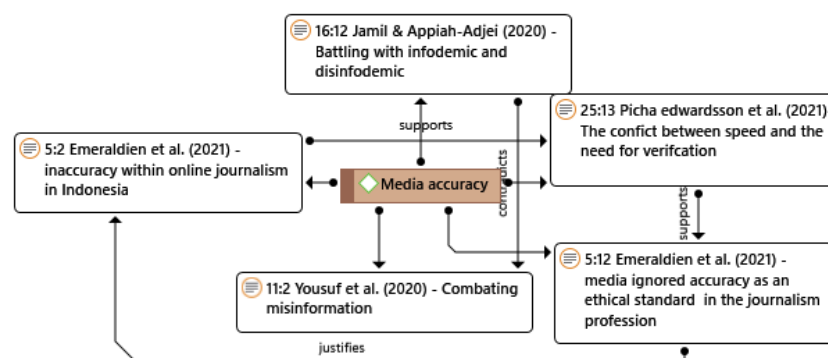 16:12 Jamil & Appiah-Adjei (2020) -
Battling with infodemic and
disinfodemic
supports
25:13 Picha edwardsson et al. (2021)
The confict between speed and the
need for verifcation
5:2 Emeraldien et al. (2021) -
inaccuracy within online journalism
in Indonesia
Media accuracy
contradicts
supports
5:12 Emeraldien et al. (2021) -
media ignored accuracy as an
ethical standard in the journalism
profession
11:2 Yousuf et al. (2020) - Combating
misinformation
justifies